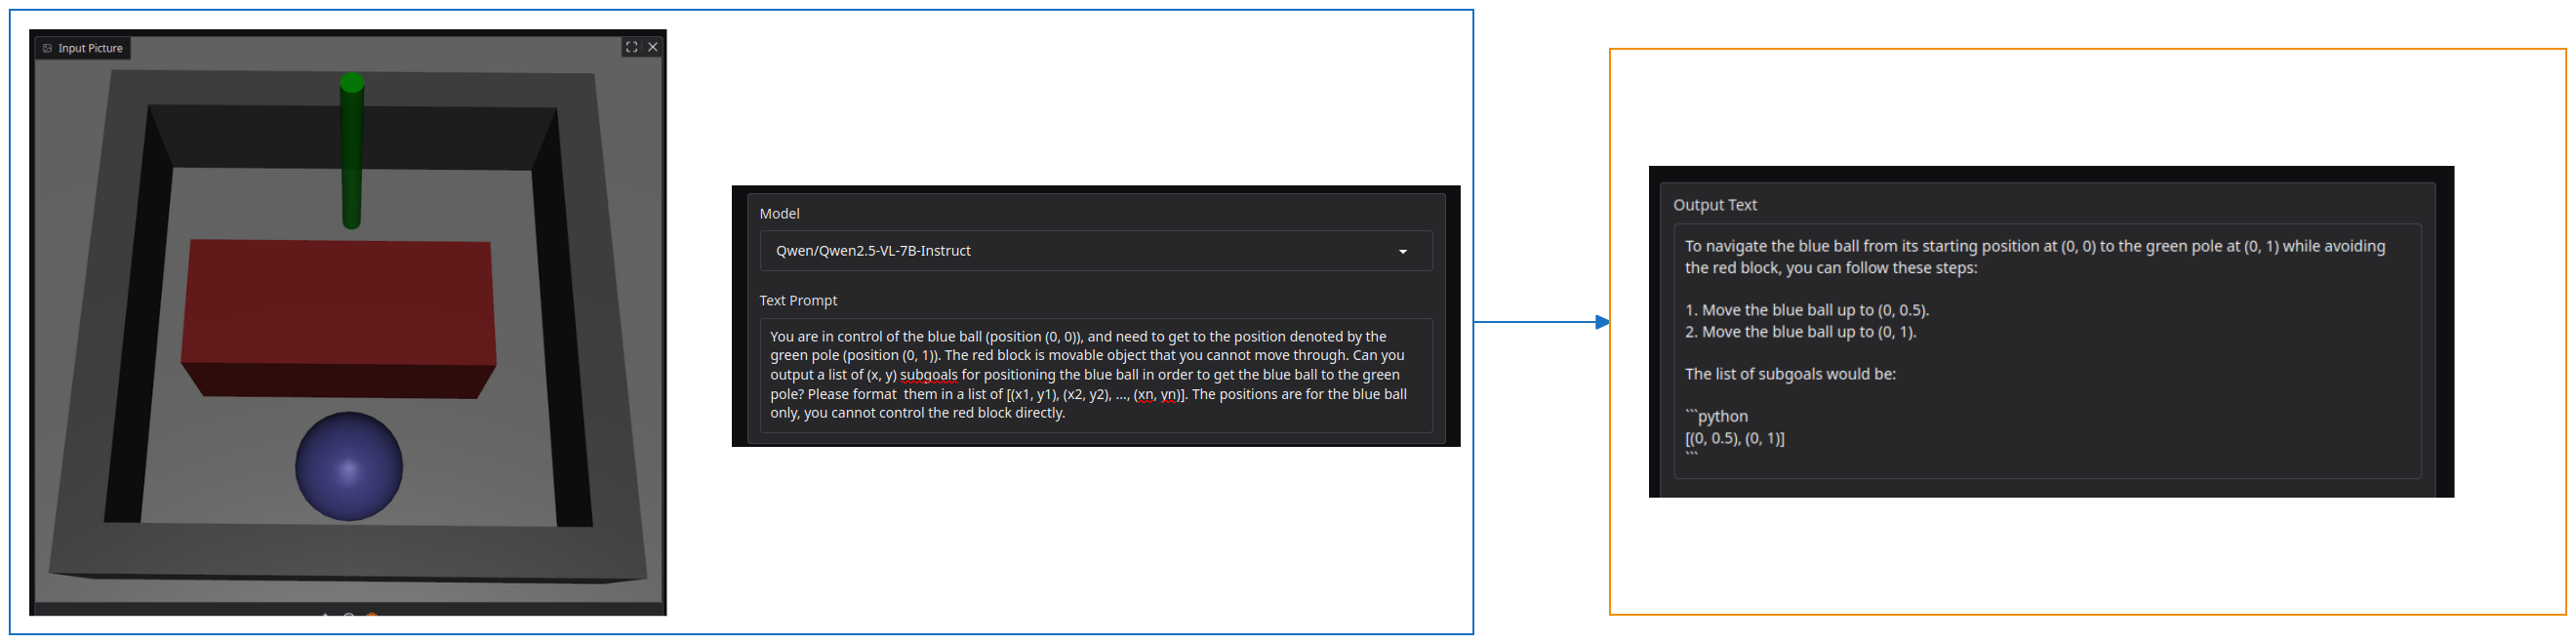 Input Picture
Model
Qwen/Qwen2.5-VL-7B-Instruct
Text Prompt
You are in control of the blue ball (position (0, 0)), and need to get to the position denoted by the
green pole (position (0, 1)). The red block is movable object that you cannot move through. Can you
output a list of (x, y) subgoals for positioning the blue ball in order to get the blue ball to the green
pole? Please format  them in a list of [(x1, y1), (x2, y2), ..., (xn, yn)]. The positions are for the blue ball
only, you cannot control the red block directly.
Output Text
To navigate the blue ball from its starting position at (0, 0) to the green pole at (0, 1) while avoiding
the red block, you can follow these steps:
1. Move the blue ball up to (0, 0.5).
2. Move the blue ball up to (0, 1).
The list of subgoals would be:
```python
[(0, 0.5), (0, 1)]
```